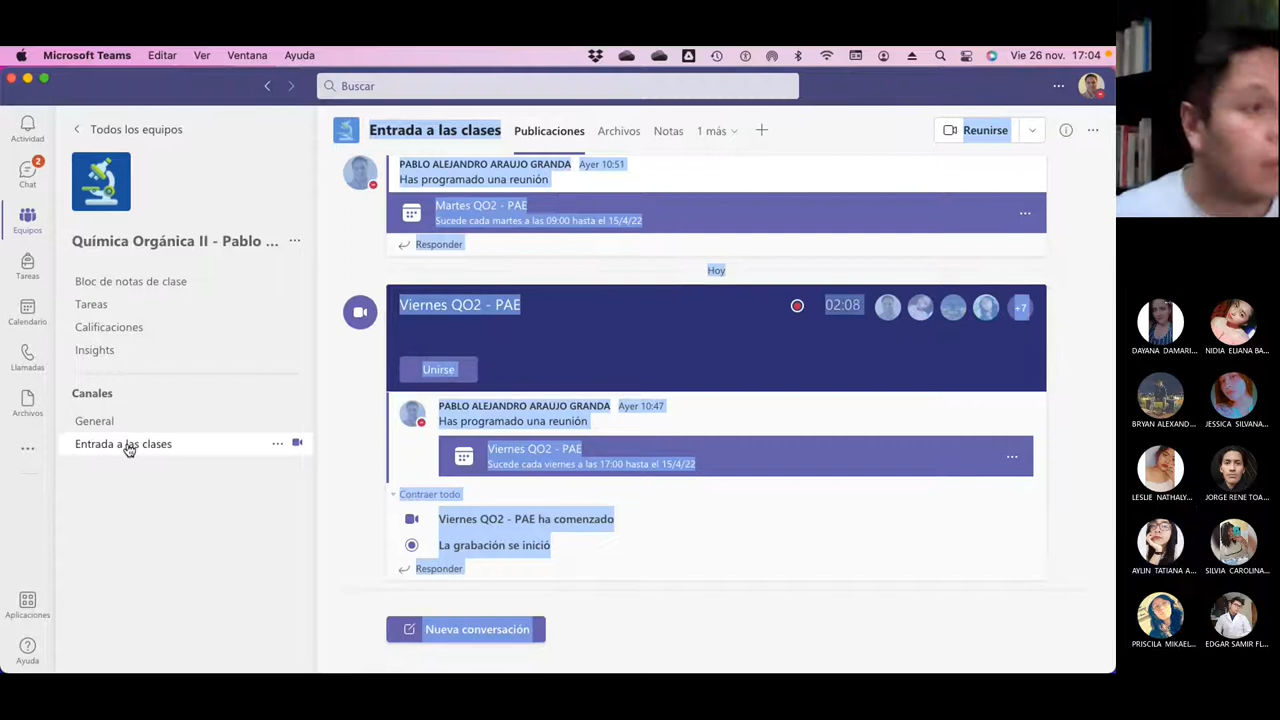 Microsoft Teams Editar Ver Ventana Ayuda Vie 26 nov. 17:04
Buscar
Actividad
Chat
2
Equipos
Tareas
Calendario
Llamadas
Archivos
Aplicaciones
Ayuda
Todos los equipos
Química Orgánica II - Pablo ...
Bloc de notas de clase
Tareas
Calificaciones
Insights
Canales
General
Entrada a las clases
Entrada a las clases Publicaciones Archivos Notas 1 más Reunirse
PABLO ALEJANDRO ARAUJO GRANDA Ayer 10:51
Has programado una reunión
Martes QO2 - PAE
Sucede cada martes a las 09:00 hasta el 15/4/22
Responder
Hoy
Viernes QO2 - PAE 02:08 +7
Unirse
PABLO ALEJANDRO ARAUJO GRANDA Ayer 10:47
Has programado una reunión
Viernes QO2 - PAE
Sucede cada viernes a las 17:00 hasta el 15/4/22
Contraer todo
Viernes QO2 - PAE ha comenzado
La grabación se inició
Responder
Nueva conversación
DAYANA DAMARI... NIDIA ELIANA BA...
BRYAN ALEXAND... JESSICA SILVANA...
LESLIE NATHALY... JORGE RENE TOA...
AYLIN TATIANA A... SILVIA CAROLINA...
PRISCILA MIKAEL... EDGAR SAMIR FL...